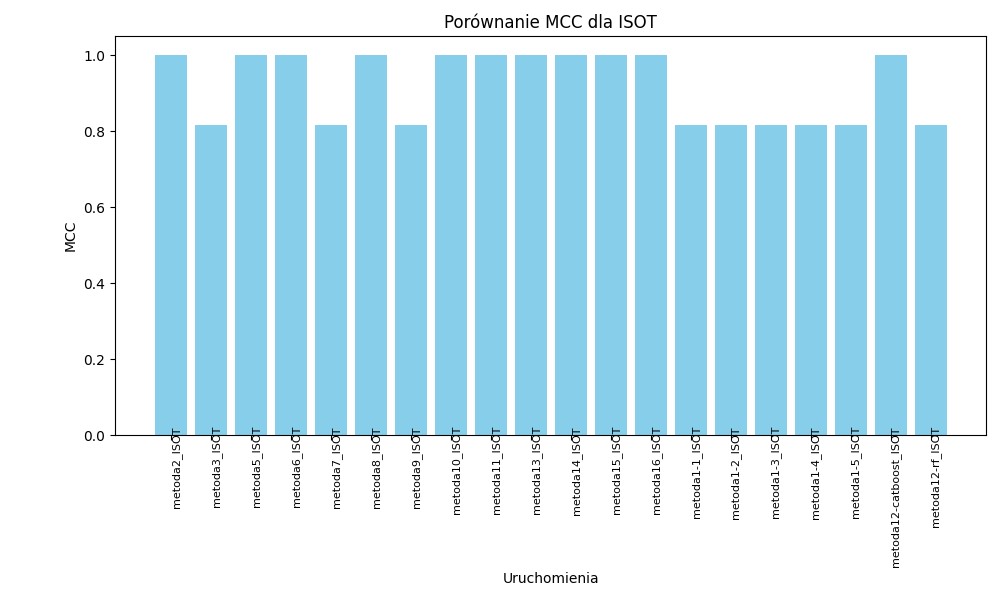 Porównanie MCC dla ISOT
MCC
1.0
0.8
0.6
0.4
0.2
0.0
metoda2_ISOT
metoda3_ISOT
metoda5_ISOT
metoda6_ISOT
metoda7_ISOT
metoda8_ISOT
metoda9_ISOT
metoda10_ISOT
metoda11_ISOT
metoda13_ISOT
metoda14_ISOT
metoda15_ISOT
metoda16_ISOT
metoda1-1_ISOT
metoda1-2_ISOT
metoda1-3_ISOT
metoda1-4_ISOT
metoda1-5_ISOT
metoda12-catboost_ISOT
metoda12-rf_ISOT
Uruchomienia